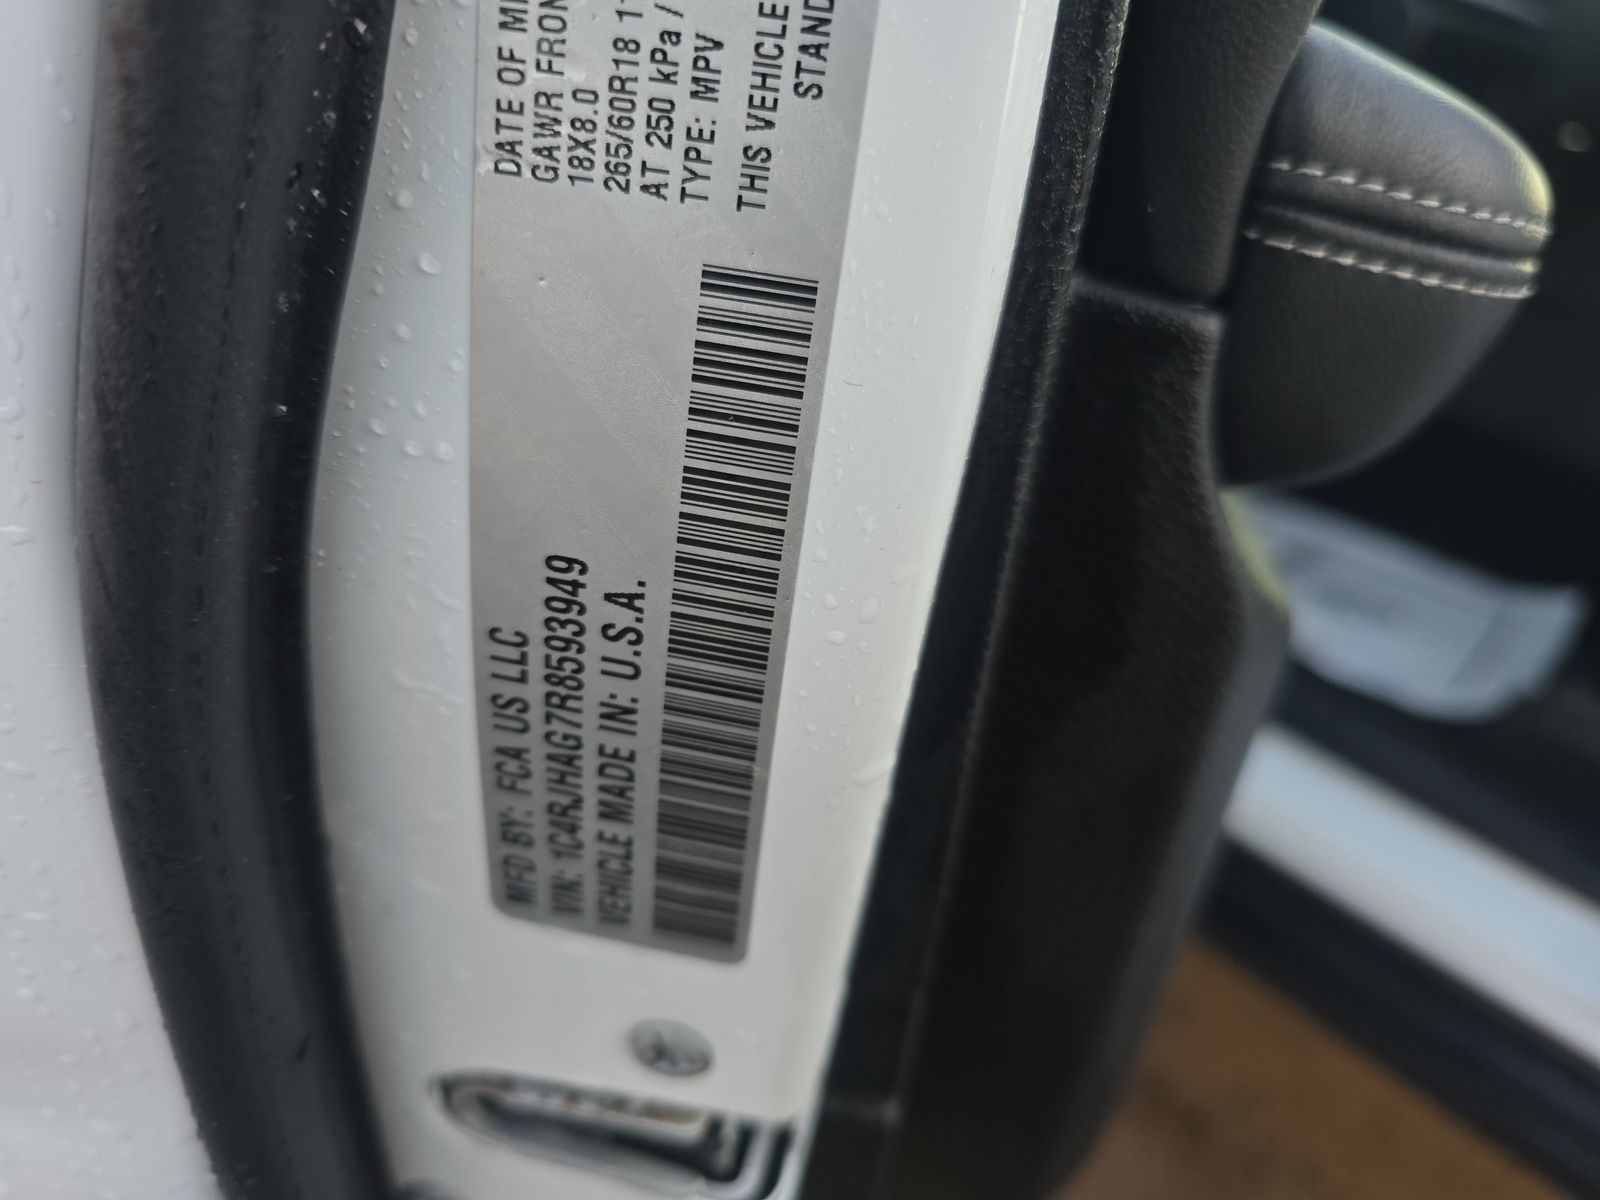 MFD BY: FCA US LLC
VIN: 1C4RJHAG7R8593949
VEHICLE MADE IN: U.S.A.
DATE OF M
GAWR FRON
18X8.0
265/60R18 11
AT 250 kPa /
TYPE: MPV
THIS VEHICLE
STAND